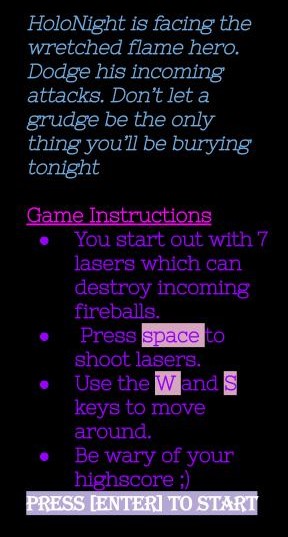 HoloNight is facing the
wretched flame hero.
Dodge his incoming
attacks. Don't let a
grudge be the only
thing you'll be burying
tonight
Game Instructions
● You start out with 7
lasers which can
destroy incoming
fireballs.
● Press space to
shoot lasers.
● Use the W and S
keys to move
around.
● Be wary of your
highscore ;)
PRESS [ENTER] TO START